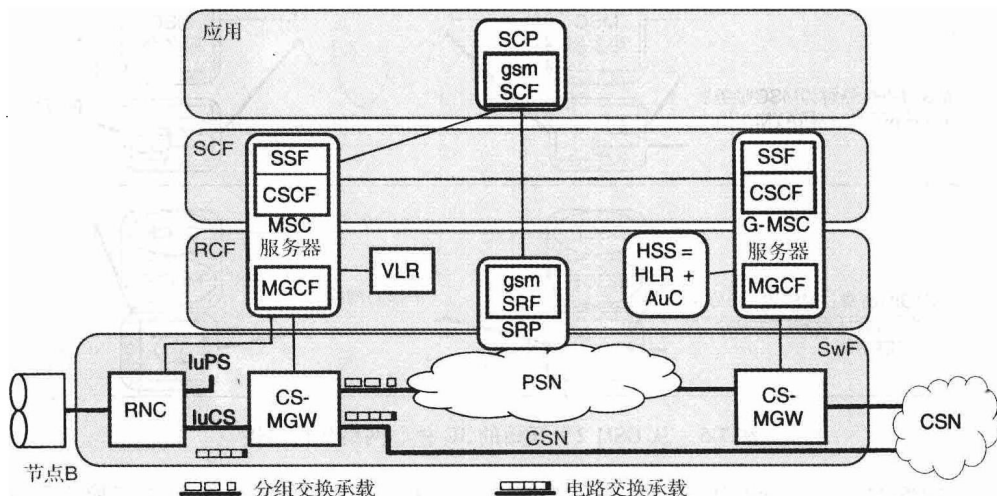 应用
SCP
gsm
SCF
SCF
SSF
CSCF
MSC
服务器
MGCF
SSF
CSCF
G-MSC
服务器
MGCF
RCF
VLR
HSS =
HLR +
AuC
gsm
SRF
SRP
SwF
IuPS
RNC
IuCS
CS-
MGW
PSN
CS-
MGW
CSN
CSN
节点B
分组交换承载
电路交换承载